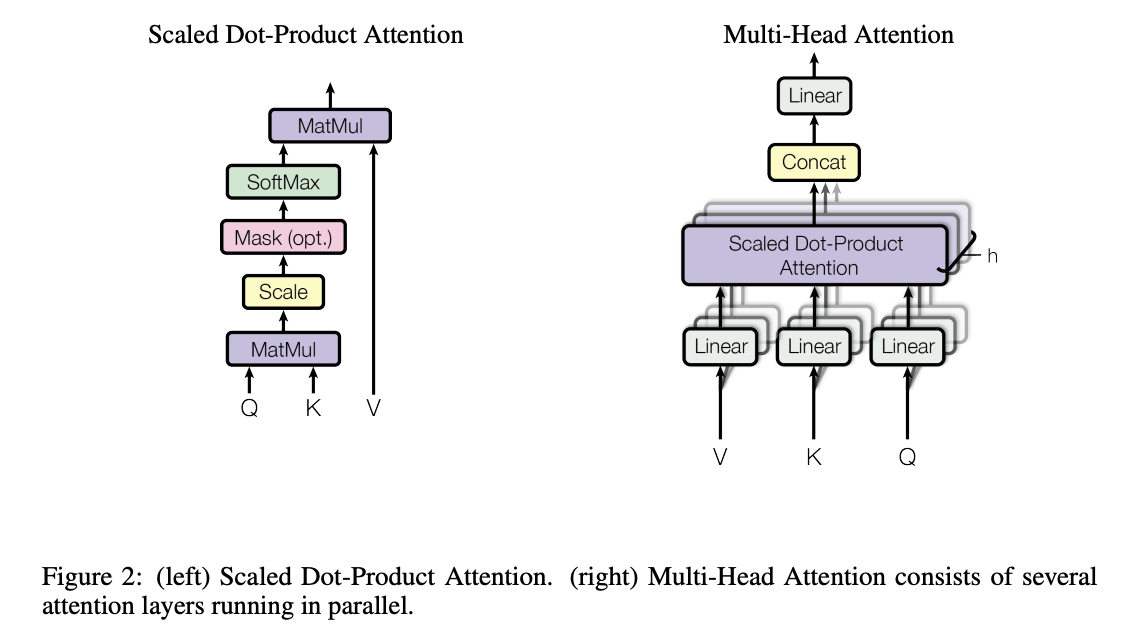 Scaled Dot-Product Attention
MatMul
SoftMax
Mask (opt.)
Scale
MatMul
Q K V
Multi-Head Attention
Linear
Concat
Scaled Dot-Product
Attention
h
Linear Linear Linear
V K Q
Figure 2: (left) Scaled Dot-Product Attention. (right) Multi-Head Attention consists of several
attention layers running in parallel.